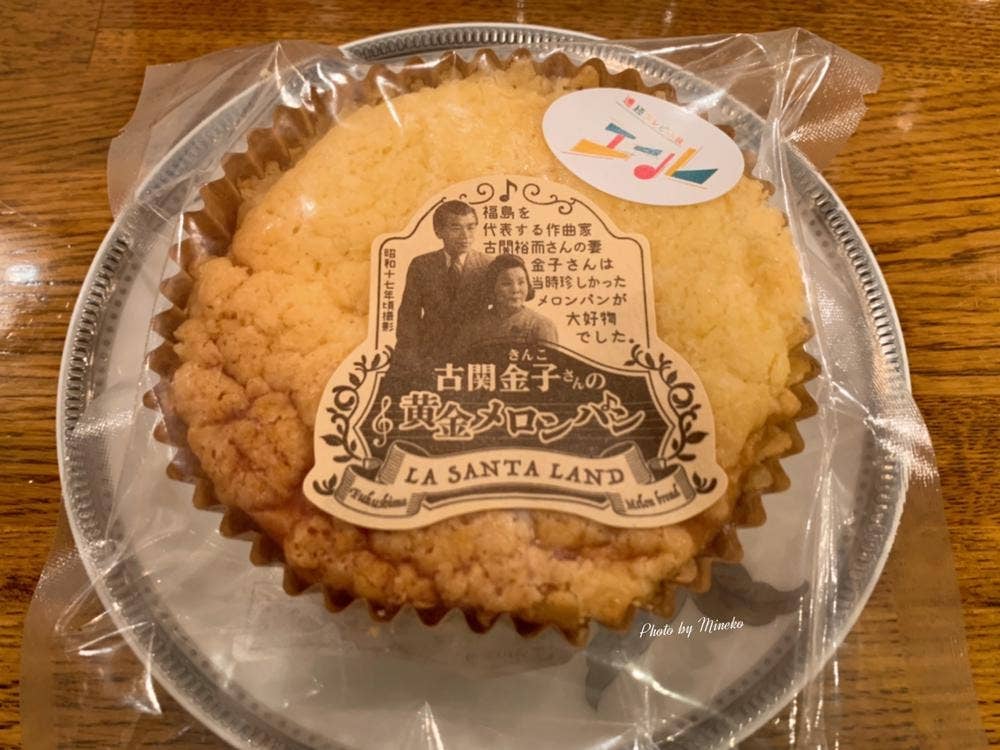 連続テレビ小説
エール
福島を
代表する作曲家
古関裕而さんの妻
金子さんは
当時珍しかった
メロンパンが
大好物
でした。
昭和十七年頃撮影
きんこ
古関金子さんの
黄金メロンパン
LA SANTA LAND
Fukushima
Melon bread
Photo by Mineko